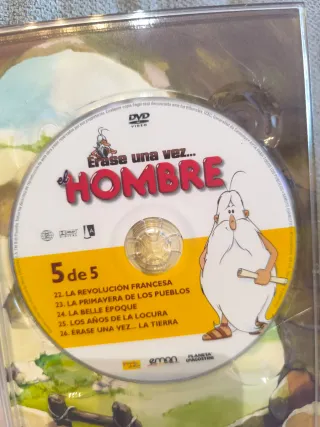 DVD
VIDEO
Érase una vez...
el HOMBRE
5 de 5
22. LA REVOLUCIÓN FRANCESA
23. LA PRIMAVERA DE LOS PUEBLOS
24. LA BELLE ÉPOQUE
25. LOS AÑOS DE LA LOCURA
26. ÉRASE UNA VEZ... LA TIERRA
PLANETA
DEAGOSTINI